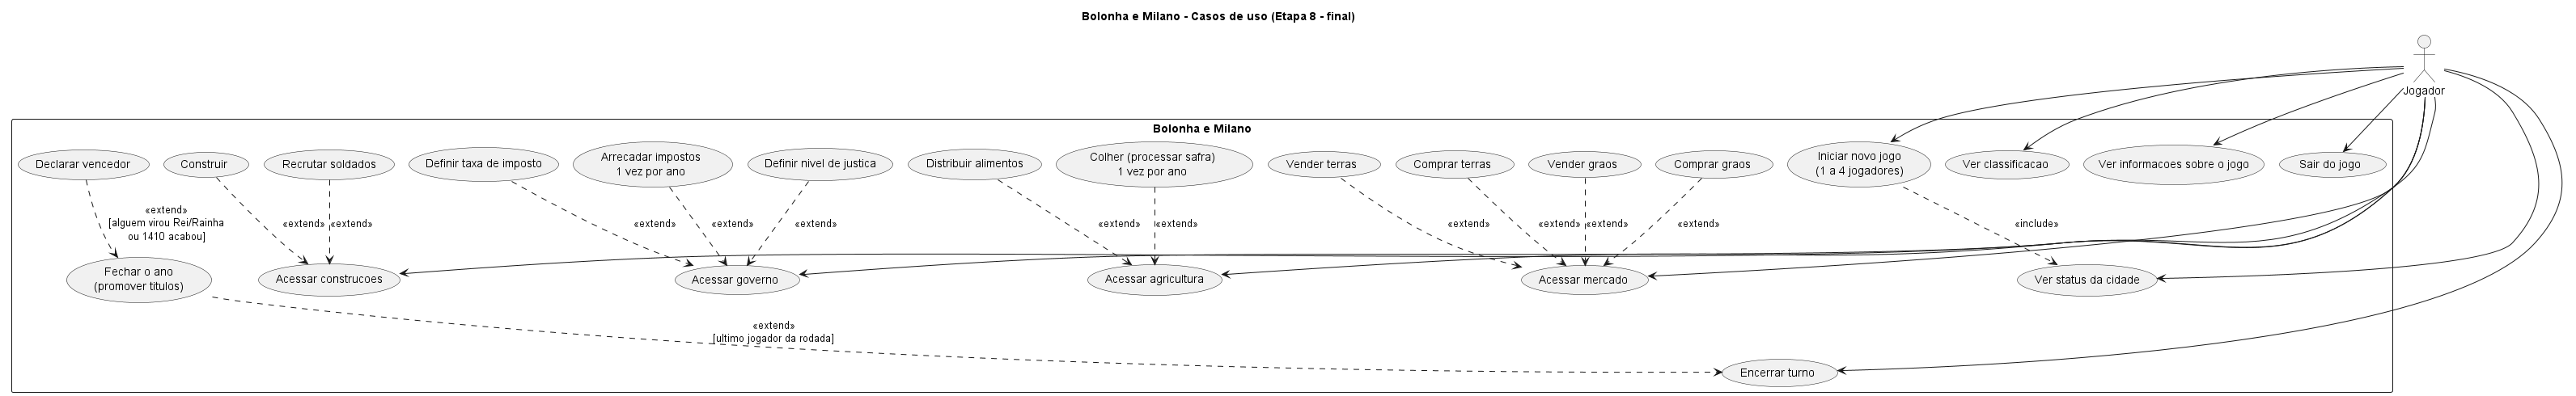 Bolonha e Milano - Casos de uso (Etapa 8 - final)
Jogador
Bolonha e Milano
Declarar vencedor
Construir
Recrutar soldados
Definir taxa de imposto
Arrecadar impostos
1 vez por ano
Definir nivel de justica
Distribuir alimentos
Colher (processar safra)
1 vez por ano
Vender terras
Comprar terras
Vender graos
Comprar graos
Iniciar novo jogo
(1 a 4 jogadores)
Ver classificacao
Ver informacoes sobre o jogo
Sair do jogo
«extend»
[alguem virou Rei/Rainha
ou 1410 acabou]
«extend»
«extend»
«extend»
«extend»
«extend»
«extend»
«extend»
«extend»
«extend»
«extend»
«extend»
«include»
Fechar o ano
(promover titulos)
Acessar construcoes
Acessar governo
Acessar agricultura
Acessar mercado
Ver status da cidade
«extend»
[ultimo jogador da rodada]
Encerrar turno